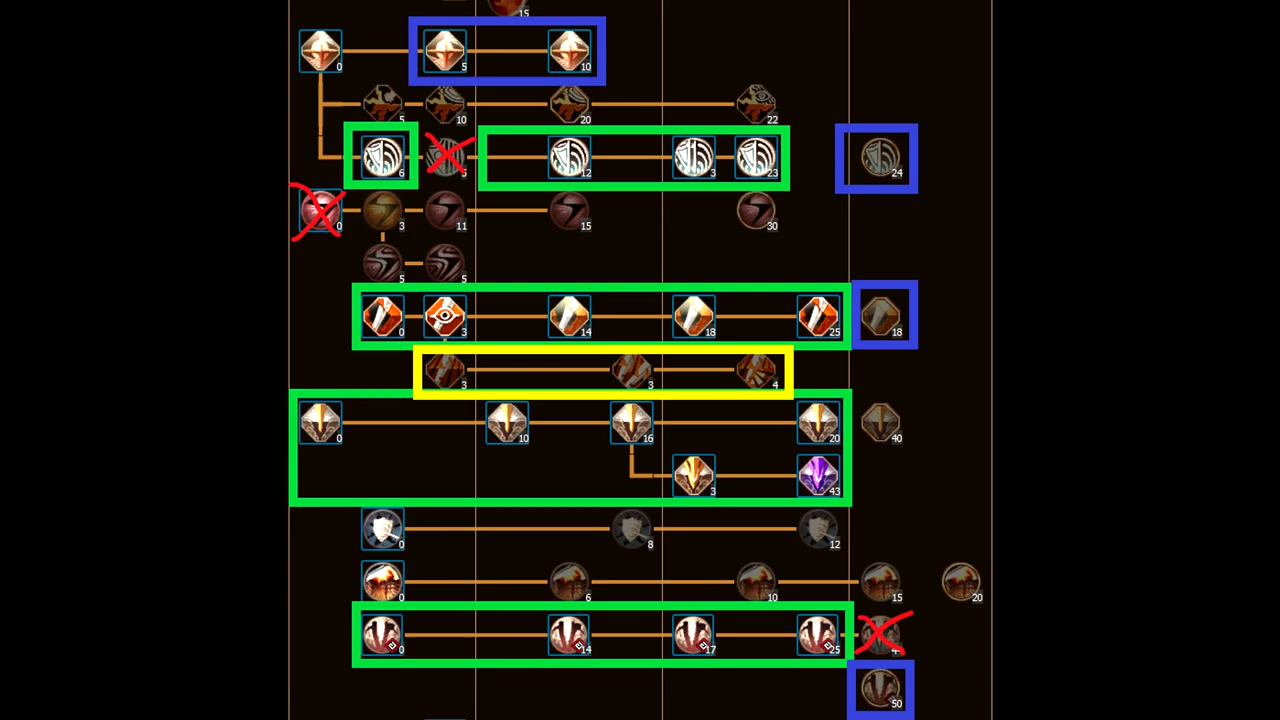 15
0 5 10
5 10 20 22
6 5 12 3 23 24
0 3 11 15 30
5 5
0 3 14 18 25 18
3 3 4
0 10 16 20 40
3 43
0 8 12
0 6 10 15 20
0 14 17 25
50